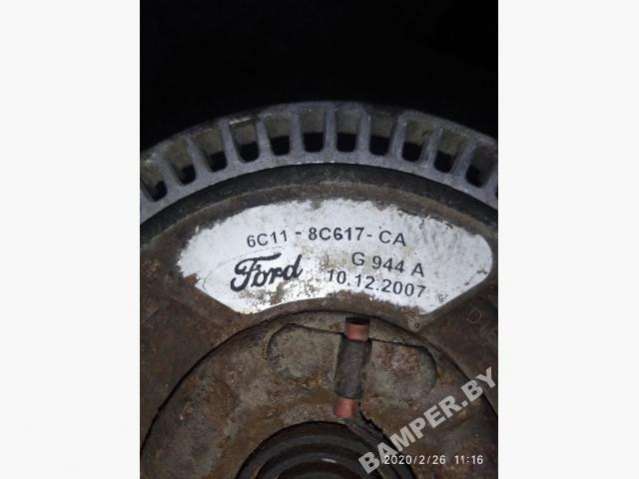 6C11 - 8C617 - CA
Ford G 944 A
10.12.2007
BAMPER.BY
2020/2/26 11:16